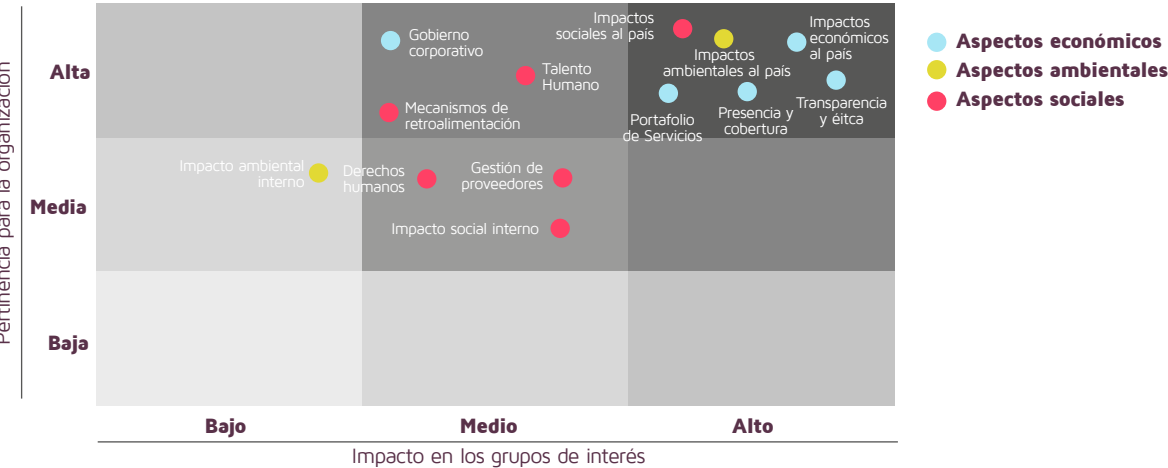 Pertinencia para la organización
Alta
Media
Baja
Gobierno
corporativo
Talento
Humano
Mecanismos de
retroalimentación
Impactos
sociales al país
Impactos
ambientales al país
Impactos
económicos
al país
Portafolio
de Servicios
Presencia y
cobertura
Transparencia
y éitca
Impacto ambiental
interno
Derechos
humanos
Gestión de
proveedores
Impacto social interno
Bajo
Medio
Alto
Impacto en los grupos de interés
Aspectos económicos
Aspectos ambientales
Aspectos sociales